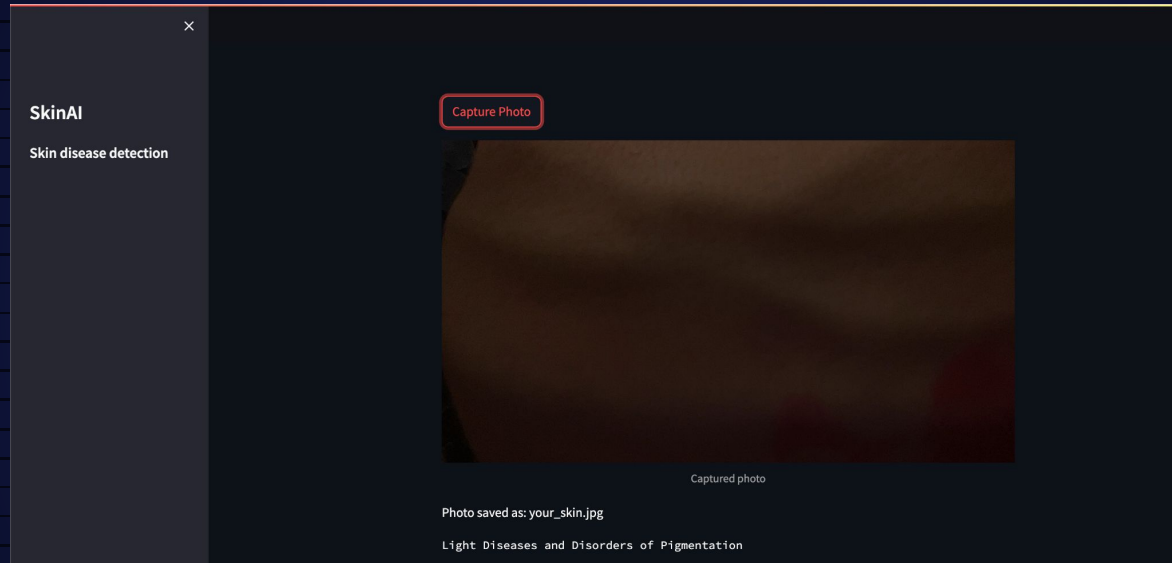 ×
SkinAI
Skin disease detection
Capture Photo
Captured photo
Photo saved as: your_skin.jpg
Light Diseases and Disorders of Pigmentation